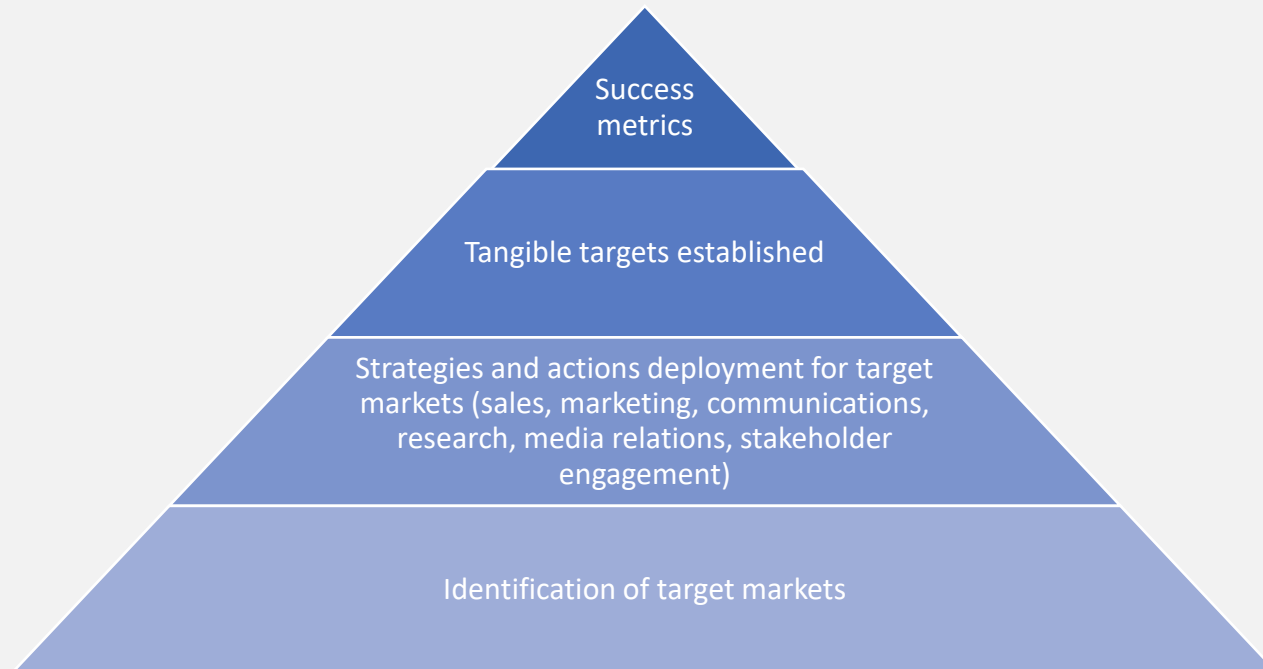 Success
metrics
Tangible targets established
Strategies and actions deployment for target
markets (sales, marketing, communications,
research, media relations, stakeholder
engagement)
Identification of target markets